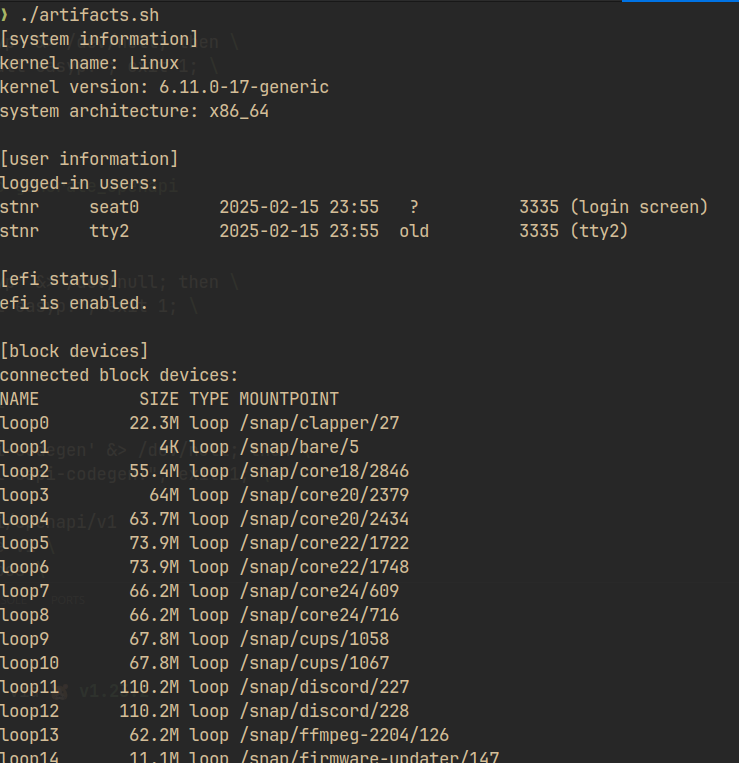 ❯ ./artifacts.sh
[system information]
kernel name: Linux
kernel version: 6.11.0-17-generic
system architecture: x86_64
[user information]
logged-in users:
stnr     seat0        2025-02-15 23:55   ?          3335 (login screen)
stnr     tty2         2025-02-15 23:55  old         3335 (tty2)
[efi status]
efi is enabled.
[block devices]
connected block devices:
NAME          SIZE TYPE MOUNTPOINT
loop0        22.3M loop /snap/clapper/27
loop1           4K loop /snap/bare/5
loop2        55.4M loop /snap/core18/2846
loop3          64M loop /snap/core20/2379
loop4        63.7M loop /snap/core20/2434
loop5        73.9M loop /snap/core22/1722
loop6        73.9M loop /snap/core22/1748
loop7        66.2M loop /snap/core24/609
loop8        66.2M loop /snap/core24/716
loop9        67.8M loop /snap/cups/1058
loop10       67.8M loop /snap/cups/1067
loop11      110.2M loop /snap/discord/227
loop12      110.2M loop /snap/discord/228
loop13       62.2M loop /snap/ffmpeg-2204/126
loop14       11.1M loop /snap/firmware-updater/147